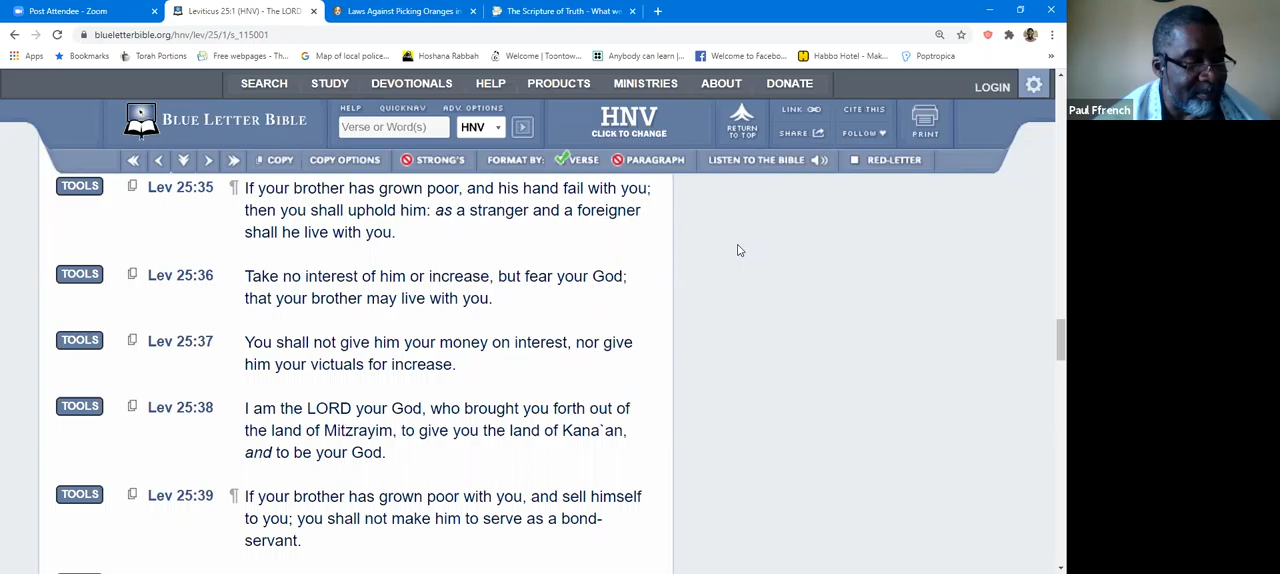 Post Attendee - Zoom
Leviticus 25:1 (HNV) - The LORD
Laws Against Picking Oranges in
The Scripture of Truth - What we
blueletterbible.org/hnv/lev/25/1/s_115001
Apps
Bookmarks
Torah Portions
Free webpages - Th...
Map of local police...
Hoshana Rabbah
Welcome | Toontow...
Anybody can learn |...
Welcome to Facebo...
Habbo Hotel - Mak...
Poptropica
Paul Ffrench
SEARCH STUDY DEVOTIONALS HELP PRODUCTS MINISTRIES ABOUT DONATE LOGIN
BLUE LETTER BIBLE
HELP QUICKNAV ADV. OPTIONS
Verse or Word(s) HNV
HNV
CLICK TO CHANGE
RETURN
TO TOP
LINK CITE THIS
SHARE FOLLOW
PRINT
COPY COPY OPTIONS STRONG'S FORMAT BY: VERSE PARAGRAPH LISTEN TO THE BIBLE RED-LETTER
TOOLS Lev 25:35 ¶ If your brother has grown poor, and his hand fail with you;
then you shall uphold him: as a stranger and a foreigner
shall he live with you.
TOOLS Lev 25:36 Take no interest of him or increase, but fear your God;
that your brother may live with you.
TOOLS Lev 25:37 You shall not give him your money on interest, nor give
him your victuals for increase.
TOOLS Lev 25:38 I am the LORD your God, who brought you forth out of
the land of Mitzrayim, to give you the land of Kana`an,
and to be your God.
TOOLS Lev 25:39 ¶ If your brother has grown poor with you, and sell himself
to you; you shall not make him to serve as a bond-
servant.